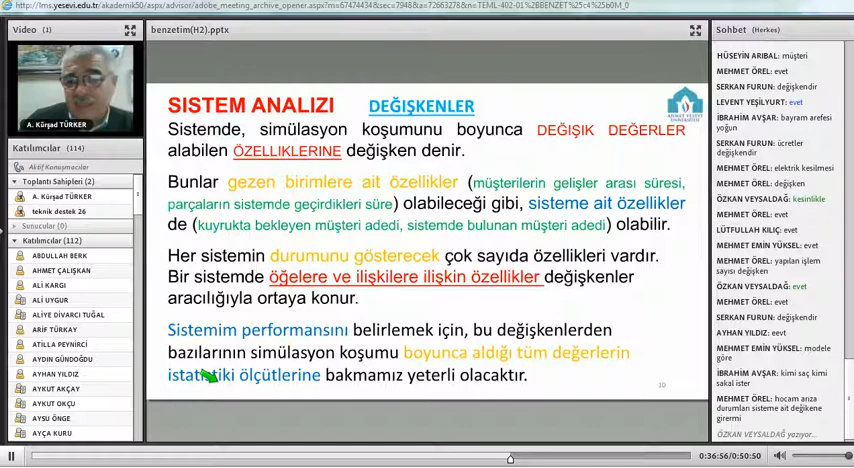 http://lms.yesevi.edu.tr/akademik50/aspx/advisor/adobe_meeting_archive_opener.aspx?m=67474434&sec=7948&a=72663278&n=TEML-402-01%2BBENZET%25c4%25b0M_0
Video (1)
A. Kürşad TÜRKER
Katılımcılar (114)
Aktif Konuşmacılar
Toplantı Sahipleri (2)
A. Kürşad TÜRKER
teknik destek 26
Sunucular (0)
Katılımcılar (112)
ABDULLAH BERK
AHMET ÇALIŞKAN
ALİ KARGI
ALİ UYGUR
ALİYE DİVARCI TUĞAL
ARİF TÜRKAY
ATİLLA PEYNİRCİ
AYDIN GÜNDOĞDU
AYHAN YILDIZ
AYKUT AKÇAY
AYKUT OKÇU
AYSU ÖNGE
AYÇA KURU
benzetim(H2).pptx
SISTEM ANALIZI DEĞIŞKENLER
AHMET YESEVİ
ÜNİVERSİTESİ
Sistemde, simülasyon koşumunu boyunca DEĞIŞIK DEĞERLER
alabilen ÖZELLIKLERINE değişken denir.
Bunlar gezen birimlere ait özellikler (müşterilerin gelişler arası süresi,
parçaların sistemde geçirdikleri süre) olabileceği gibi, sisteme ait özellikler
de (kuyrukta bekleyen müşteri adedi, sistemde bulunan müşteri adedi) olabilir.
Her sistemin durumunu gösterecek çok sayıda özellikleri vardır.
Bir sistemde öğelere ve ilişkilere ilişkin özellikler değişkenler
aracılığıyla ortaya konur.
Sistemim performansını belirlemek için, bu değişkenlerden
bazılarının simülasyon koşumu boyunca aldığı tüm değerlerin
istatistiki ölçütlerine bakmamız yeterli olacaktır.
10
Sohbet (Herkes)
HÜSEYİN ARIBAL: müşteri
MEHMET ÖREL: evet
SERKAN FURUN: değişkendir
LEVENT YEŞİLYURT: evet
İBRAHİM AVŞAR: bayram arefesi
yoğun
SERKAN FURUN: ücretler
değişkendir
MEHMET ÖREL: elektrik kesilmesi
MEHMET ÖREL: değişken
ÖZKAN VEYSALDAĞ: kesinlikle
MEHMET ÖREL: evet
LÜTFULLAH KILIÇ: evet
MEHMET EMİN YÜKSEL: evet
MEHMET ÖREL: yapılan işlem
sayısı değişken
ÖZKAN VEYSALDAĞ: evet
MEHMET ÖREL: evet
SERKAN FURUN: değişkendir
AYHAN YILDIZ: eevt
MEHMET EMİN YÜKSEL: modele
göre
İBRAHİM AVŞAR: kimi saç kimi
sakal ister
MEHMET ÖREL: hocam arıza
durumları sisteme ait değikene
girermi
ÖZKAN VEYSALDAĞ yazıyor...
0:36:56/0:50:50